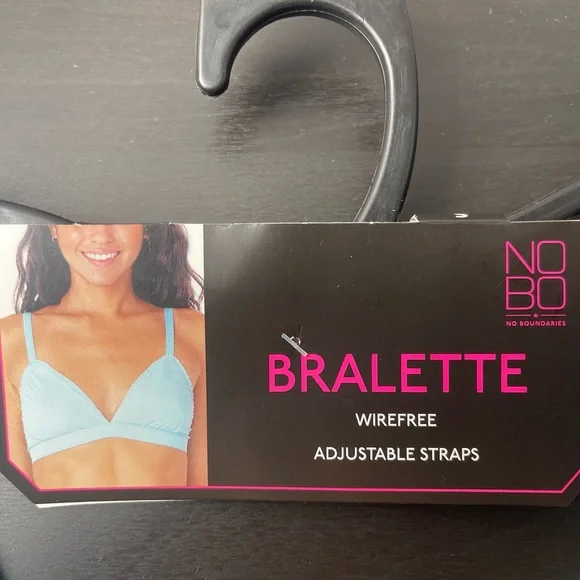 NO
BO
NO BOUNDARIES
BRALETTE
WIREFREE
ADJUSTABLE STRAPS